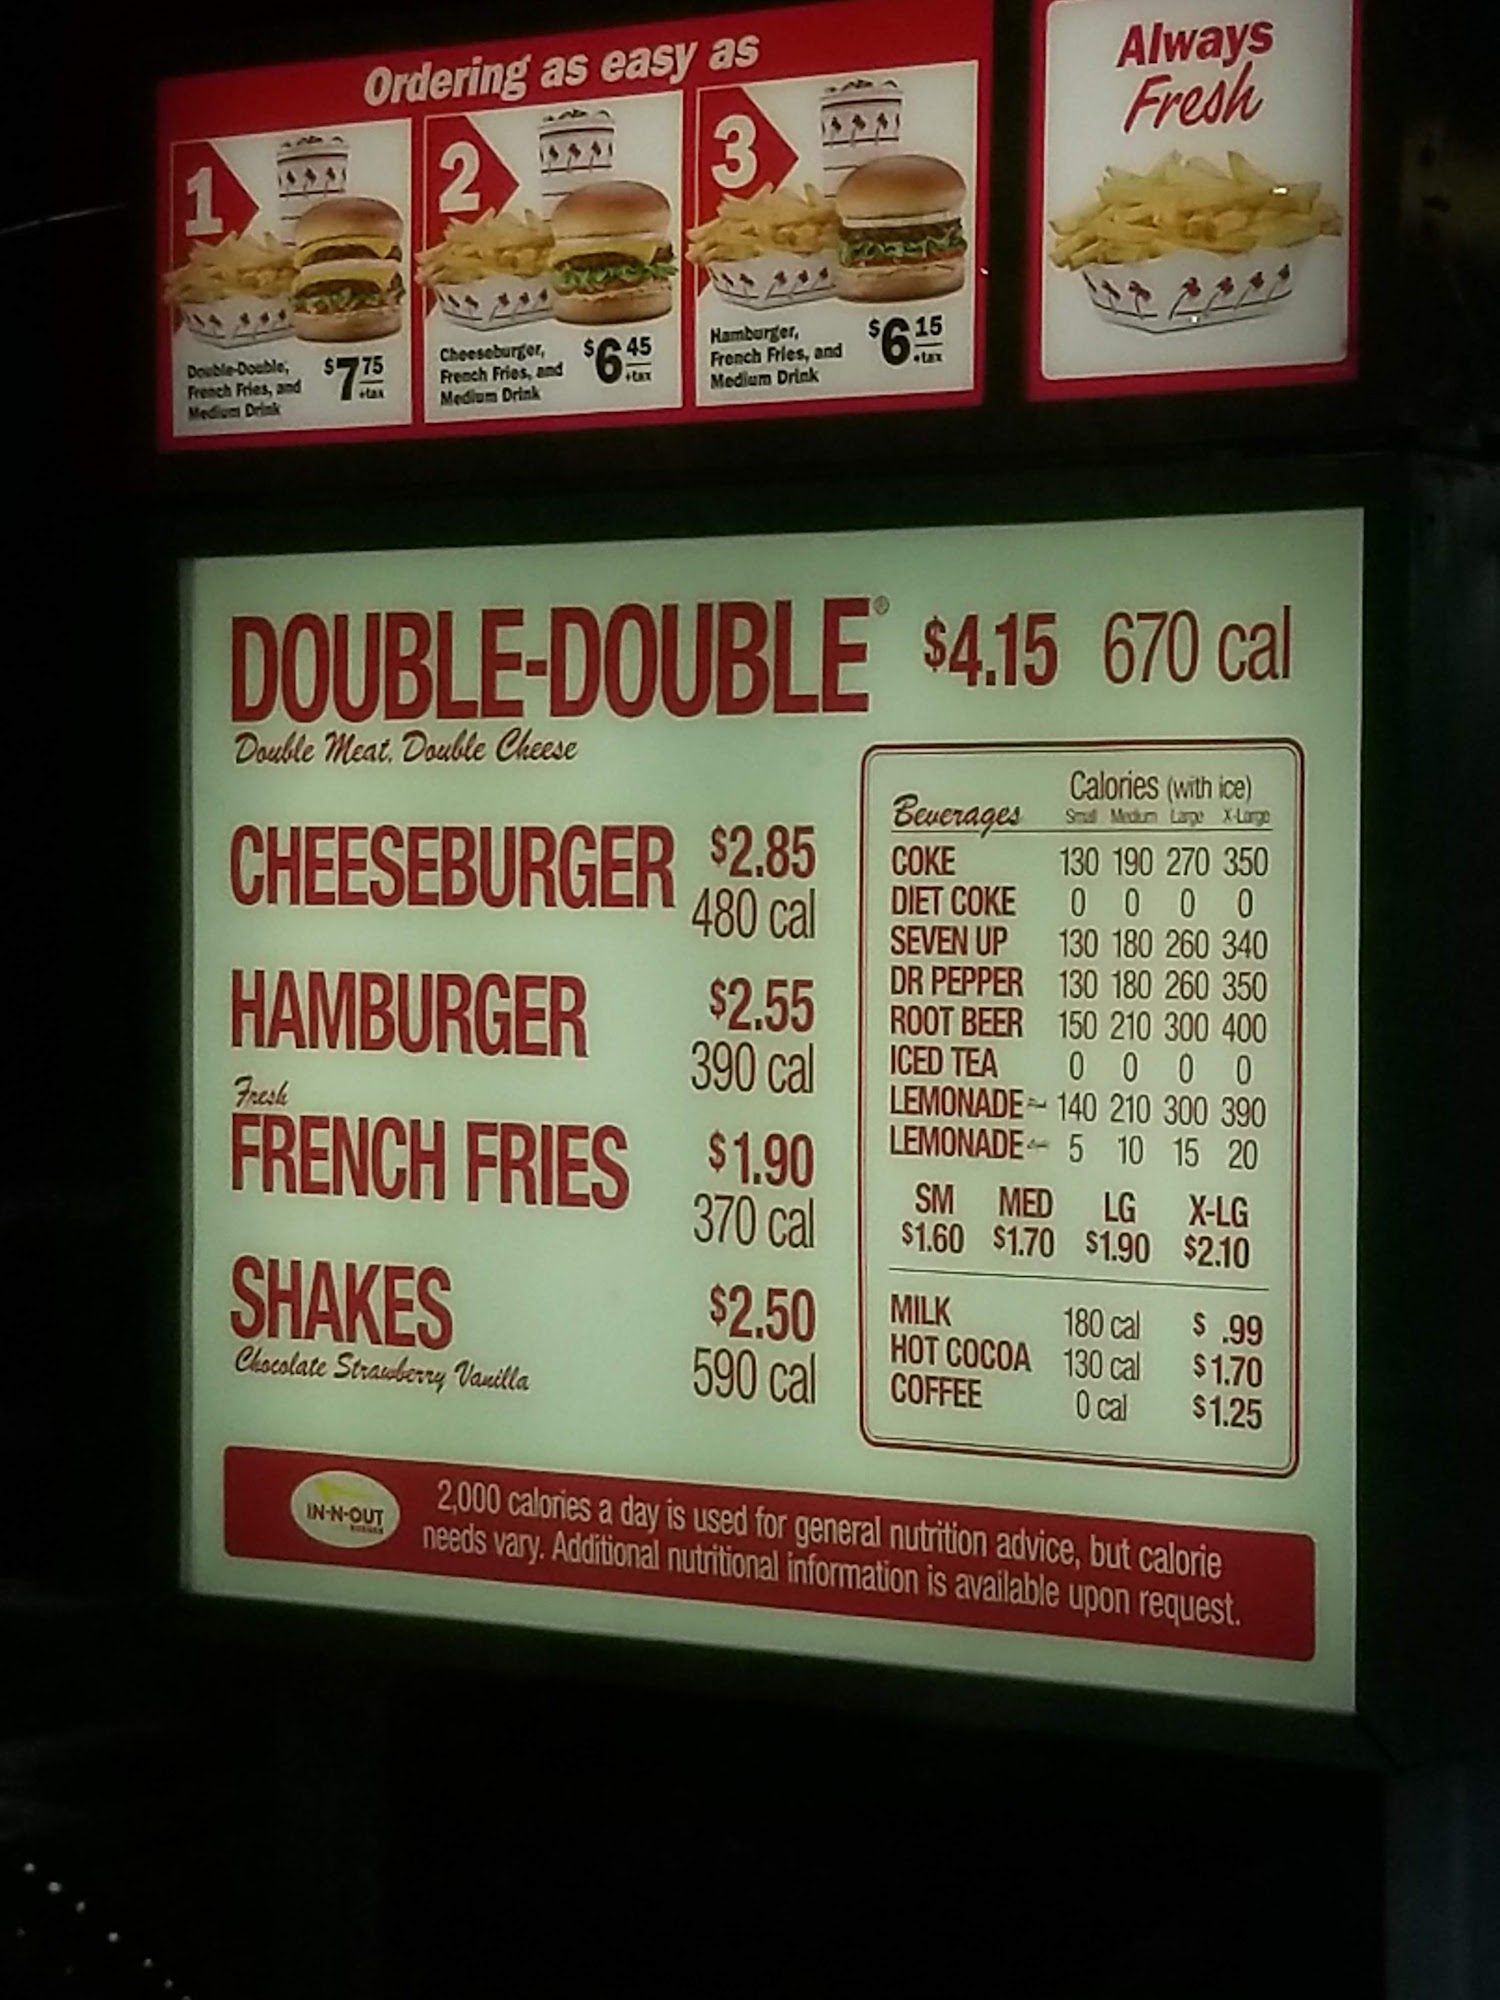 Ordering as easy as
1
Double-Double,
French Fries, and
Medium Drink
$7 75
+tax
2
Cheeseburger,
French Fries, and
Medium Drink
$6 45
+tax
3
Hamburger,
French Fries, and
Medium Drink
$6 15
+tax
Always
Fresh
DOUBLE-DOUBLE® $4.15 670 cal
Double Meat, Double Cheese
CHEESEBURGER $2.85
480 cal
HAMBURGER $2.55
390 cal
Fresh
FRENCH FRIES $1.90
370 cal
SHAKES $2.50
Chocolate Strawberry Vanilla 590 cal
Calories (with ice)
Beverages Small Medium Large X-Large
COKE 130 190 270 350
DIET COKE 0 0 0 0
SEVEN UP 130 180 260 340
DR PEPPER 130 180 260 350
ROOT BEER 150 210 300 400
ICED TEA 0 0 0 0
LEMONADE 140 210 300 390
LEMONADE 5 10 15 20
SM MED LG X-LG
$1.60 $1.70 $1.90 $2.10
MILK 180 cal $ .99
HOT COCOA 130 cal $1.70
COFFEE 0 cal $1.25
IN-N-OUT
BURGER
2,000 calories a day is used for general nutrition advice, but calorie
needs vary. Additional nutritional information is available upon request.